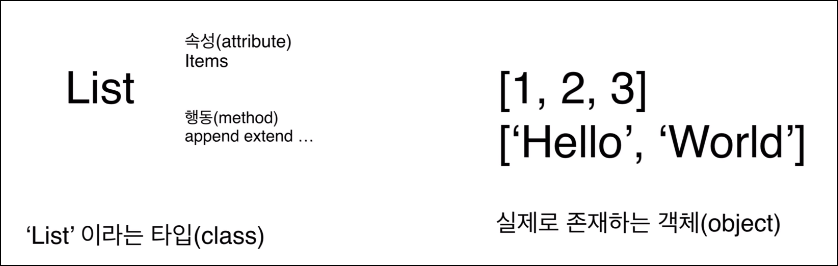 List
속성(attribute)
Items
행동(method)
append extend …
‘List’ 이라는 타입(class)
[1, 2, 3]
[‘Hello’, ‘World’]
실제로 존재하는 객체(object)